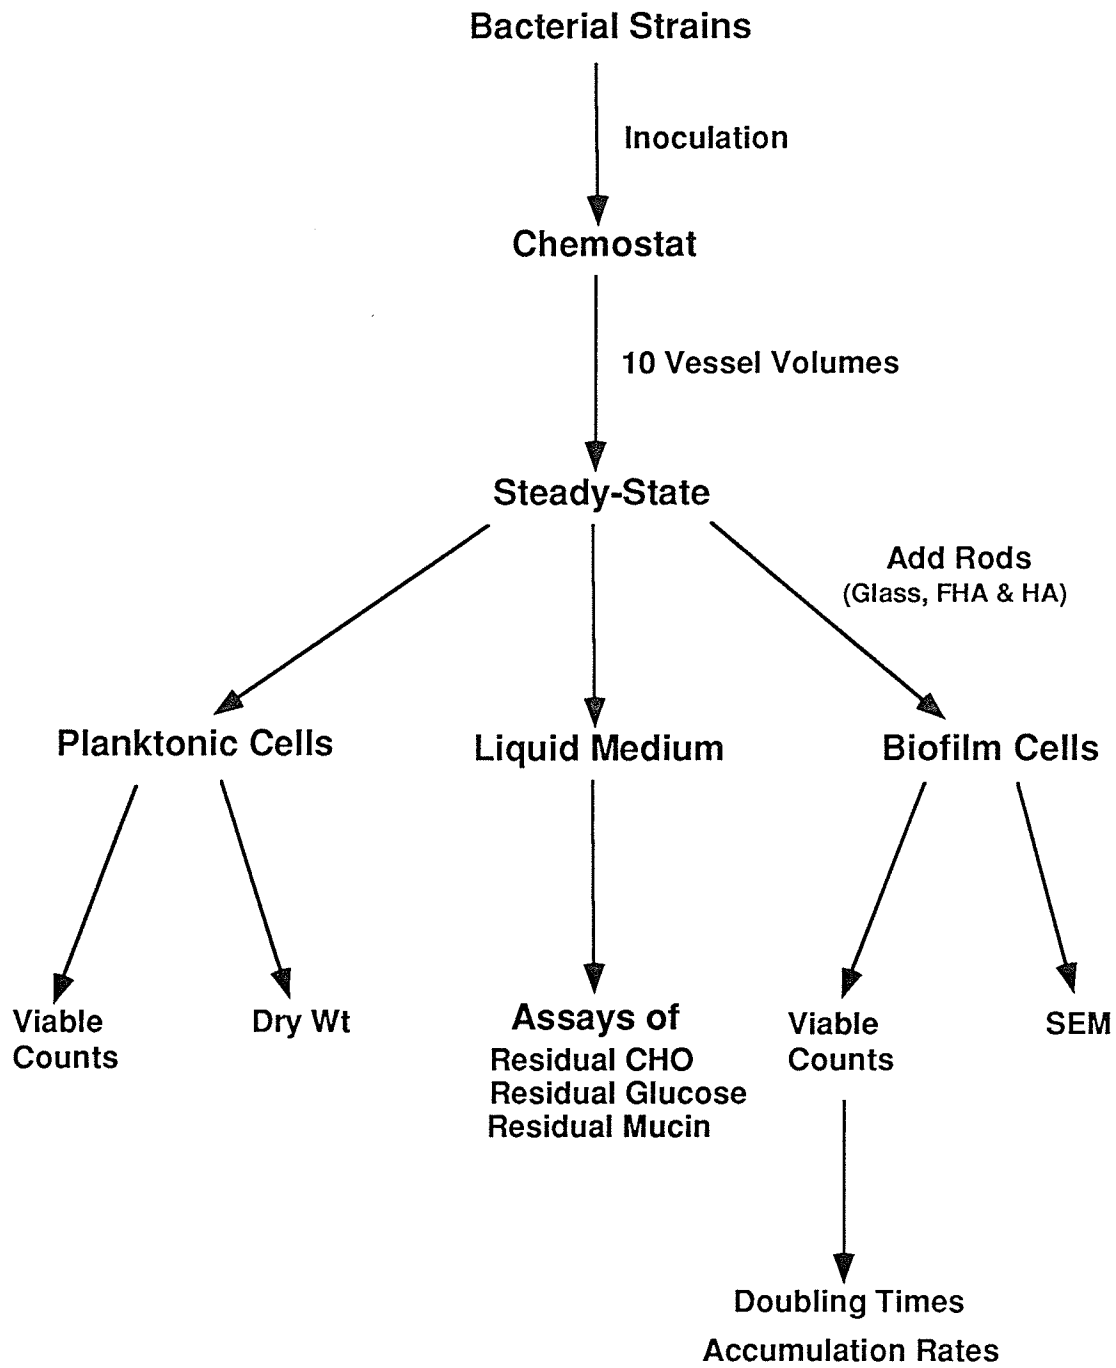 Bacterial Strains
Inoculation
Chemostat
10 Vessel Volumes
Steady-State
Add Rods
(Glass, FHA & HA)
Planktonic Cells
Liquid Medium
Biofilm Cells
Viable
Counts
Dry Wt
Assays of
Residual CHO
Residual Glucose
Residual Mucin
Viable
Counts
SEM
Doubling Times
Accumulation Rates